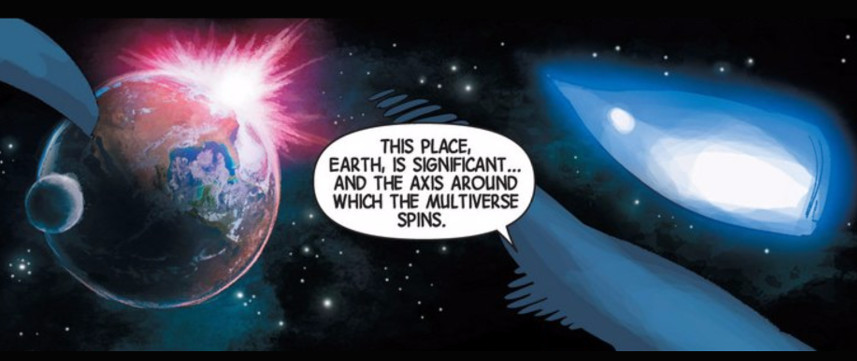 THIS PLACE,
EARTH, IS SIGNIFICANT...
AND THE AXIS AROUND
WHICH THE MULTIVERSE
SPINS.